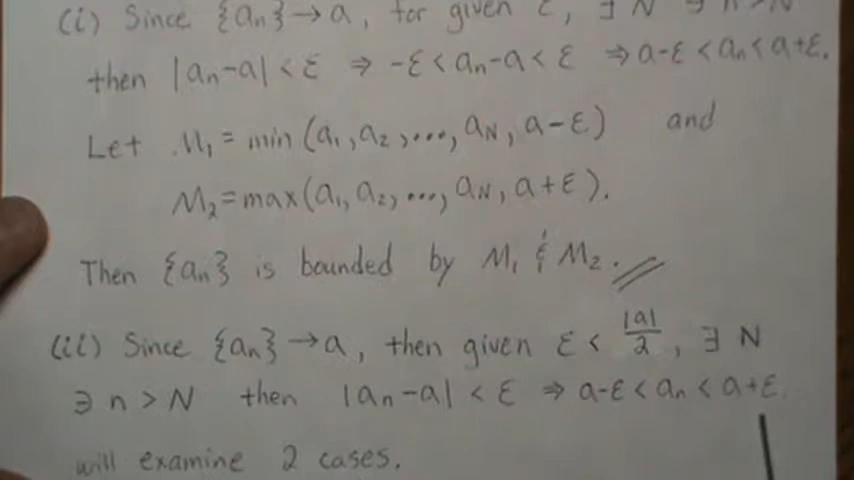 (i) Since {aₙ}→a, for given ε, ∃ N ∋ n>N
then |aₙ-a| < ε ⇒ -ε < aₙ-a < ε ⇒ a-ε < aₙ < a+ε.
Let M₁ = min (a₁, a₂, ..., a_N, a-ε) and
M₂ = max (a₁, a₂, ..., a_N, a+ε).
Then {aₙ} is bounded by M₁ & M₂. //
(ii) Since {aₙ}→a, then given ε < |a|/2, ∃ N
∋ n > N then |aₙ-a| < ε ⇒ a-ε < aₙ < a+ε.
will examine 2 cases.